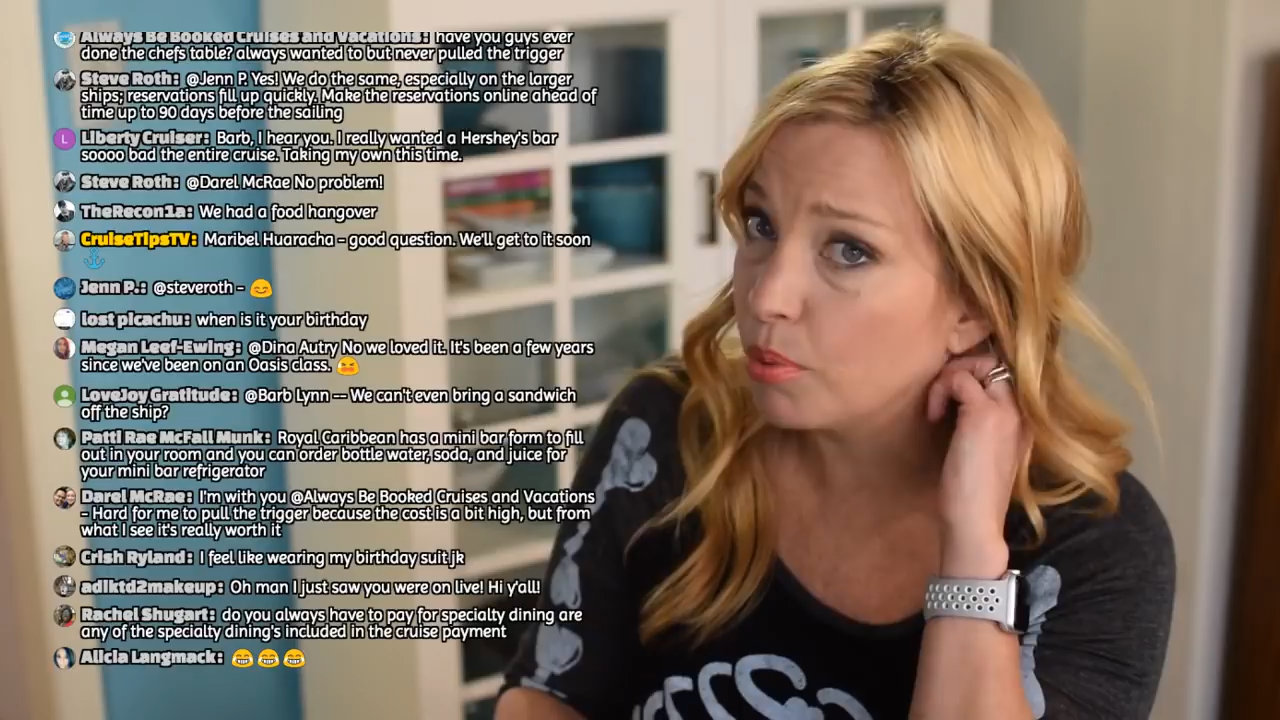 Always Be Booked Cruises and Vacations: have you guys ever
done the chefs table? always wanted to but never pulled the trigger
Steve Roth: @Jenn P. Yes! We do the same, especially on the larger
ships; reservations fill up quickly. Make the reservations online ahead of
time up to 90 days before the sailing
L Liberty Cruiser: Barb, I hear you. I really wanted a Hershey's bar
soooo bad the entire cruise. Taking my own this time.
Steve Roth: @Darel McRae No problem!
TheRecon1a: We had a food hangover
CruiseTipsTV: Maribel Huaracha - good question. We'll get to it soon
⚓
Jenn P.: @steveroth - 😊
lost picachu: when is it your birthday
Megan Leef-Ewing: @Dina Autry No we loved it. It's been a few years
since we've been on an Oasis class. 😝
LoveJoy Gratitude: @Barb Lynn -- We can't even bring a sandwich
off the ship?
Patti Rae McFall Munk: Royal Caribbean has a mini bar form to fill
out in your room and you can order bottle water, soda, and juice for
your mini bar refrigerator
Darel McRae: I'm with you @Always Be Booked Cruises and Vacations
- Hard for me to pull the trigger because the cost is a bit high, but from
what I see it's really worth it
Crish Ryland: I feel like wearing my birthday suit jk
adiktd2makeup: Oh man I just saw you were on live! Hi y'all!
Rachel Shugart: do you always have to pay for specialty dining are
any of the specialty dining's included in the cruise payment
Alicia Langmack: 😂😂😂